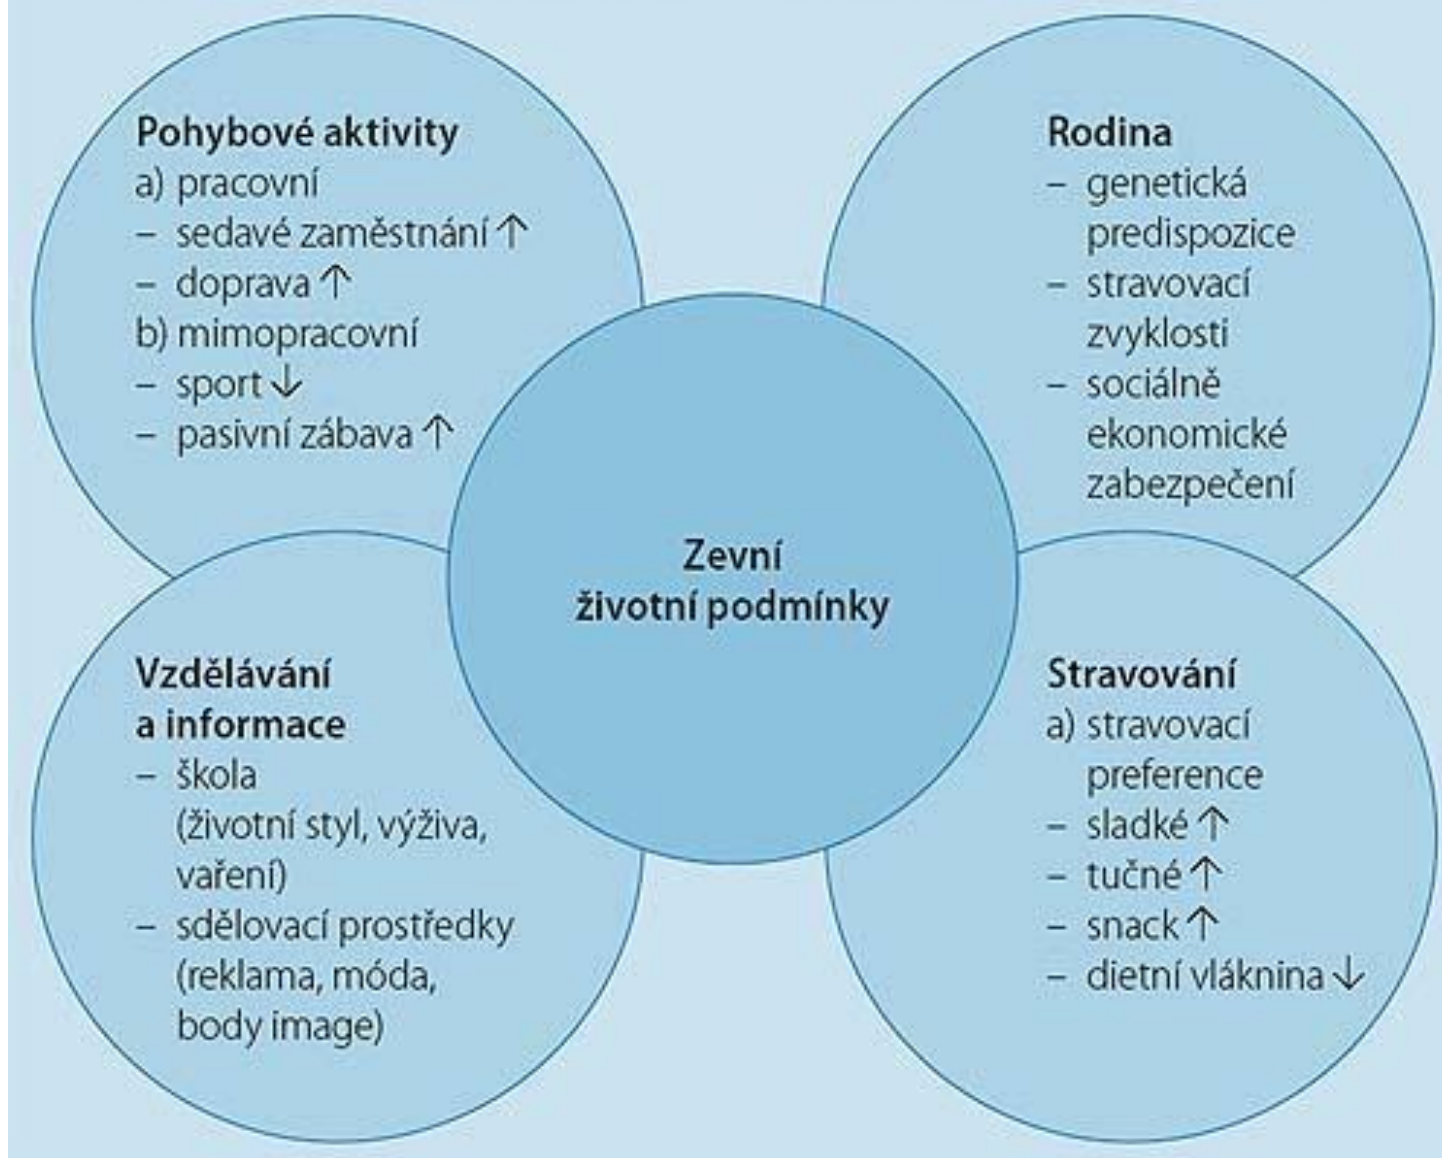 Pohybové aktivity
a) pracovní
– sedavé zaměstnání ↑
– doprava ↑
b) mimopracovní
– sport ↓
– pasivní zábava ↑
Rodina
– genetická
predispozice
– stravovací
zvyklosti
– sociálně
ekonomické
zabezpečení
Zevní
životní podmínky
Vzdělávání
a informace
– škola
(životní styl, výživa,
vaření)
– sdělovací prostředky
(reklama, móda,
body image)
Stravování
a) stravovací
preference
– sladké ↑
– tučné ↑
– snack ↑
– dietní vláknina ↓